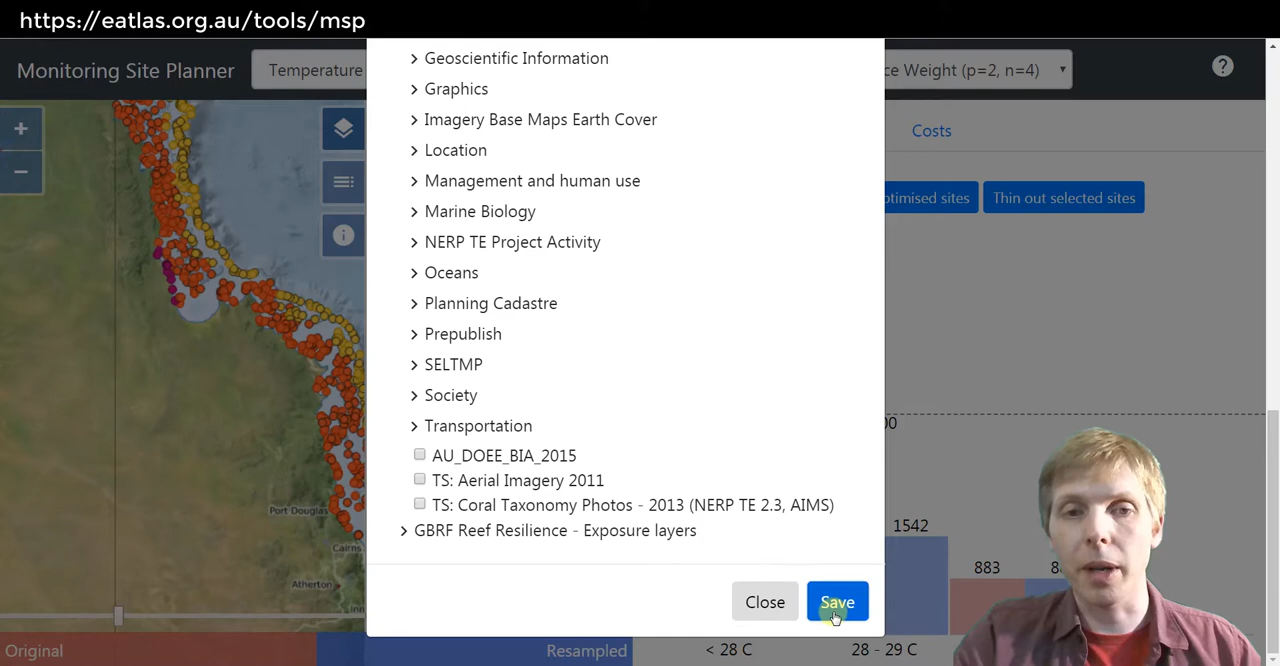 https://eatlas.org.au/tools/msp
Monitoring Site Planner
Temperature
ce Weight (p=2, n=4)
Geoscientific Information
Graphics
Imagery Base Maps Earth Cover
Location
Management and human use
Marine Biology
NERP TE Project Activity
Oceans
Planning Cadastre
Prepublish
SELTMP
Society
Transportation
AU_DOEE_BIA_2015
TS: Aerial Imagery 2011
TS: Coral Taxonomy Photos - 2013 (NERP TE 2.3, AIMS)
GBRF Reef Resilience - Exposure layers
Close
Save
Costs
Thin out selected sites
sites
1542
883
Port Douglas
Cairns
Atherton
Original
Resampled
< 28 C
28 - 29 C